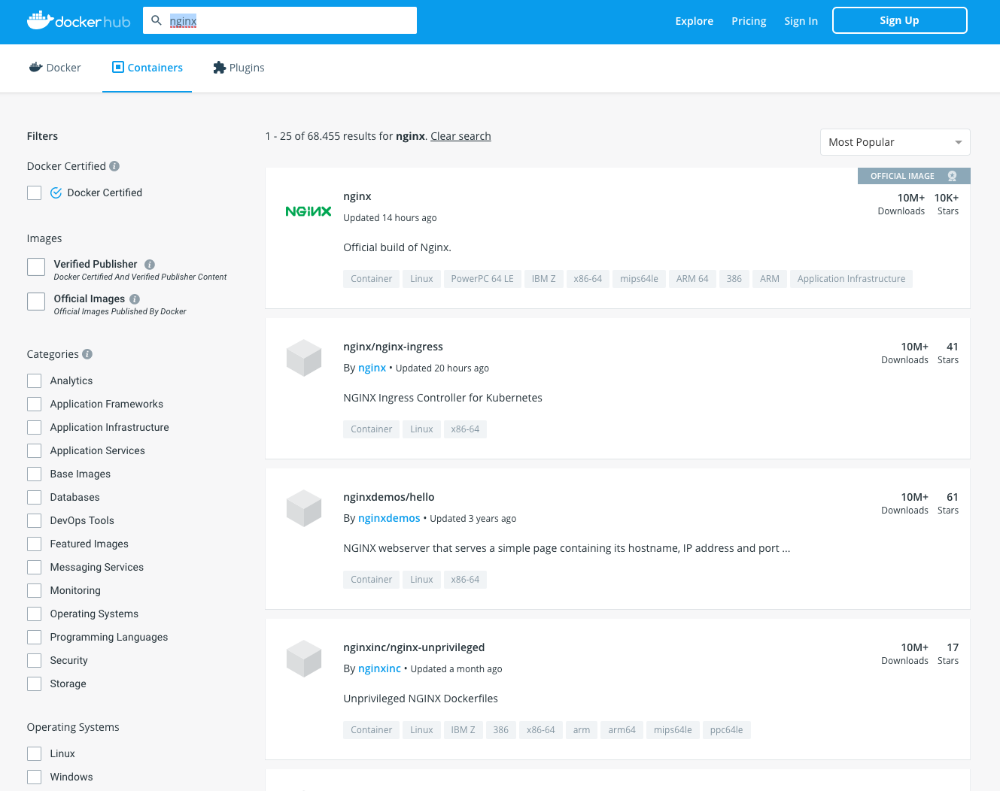 docker hub
nginx
Explore Pricing Sign In Sign Up
Docker Containers Plugins
Filters
Docker Certified
Docker Certified
Images
Verified Publisher
Docker Certified And Verified Publisher Content
Official Images
Official Images Published By Docker
Categories
Analytics
Application Frameworks
Application Infrastructure
Application Services
Base Images
Databases
DevOps Tools
Featured Images
Messaging Services
Monitoring
Operating Systems
Programming Languages
Security
Storage
Operating Systems
Linux
Windows
1 - 25 of 68.455 results for nginx. Clear search
Most Popular
OFFICIAL IMAGE
NGINX
nginx
10M+ 10K+
Downloads Stars
Updated 14 hours ago
Official build of Nginx.
Container Linux PowerPC 64 LE IBM Z x86-64 mips64le ARM 64 386 ARM Application Infrastructure
nginx/nginx-ingress
10M+ 41
Downloads Stars
By nginx • Updated 20 hours ago
NGINX Ingress Controller for Kubernetes
Container Linux x86-64
nginxdemos/hello
10M+ 61
Downloads Stars
By nginxdemos • Updated 3 years ago
NGINX webserver that serves a simple page containing its hostname, IP address and port ...
Container Linux x86-64
nginxinc/nginx-unprivileged
10M+ 17
Downloads Stars
By nginxinc • Updated a month ago
Unprivileged NGINX Dockerfiles
Container Linux IBM Z 386 x86-64 arm arm64 mips64le ppc64le